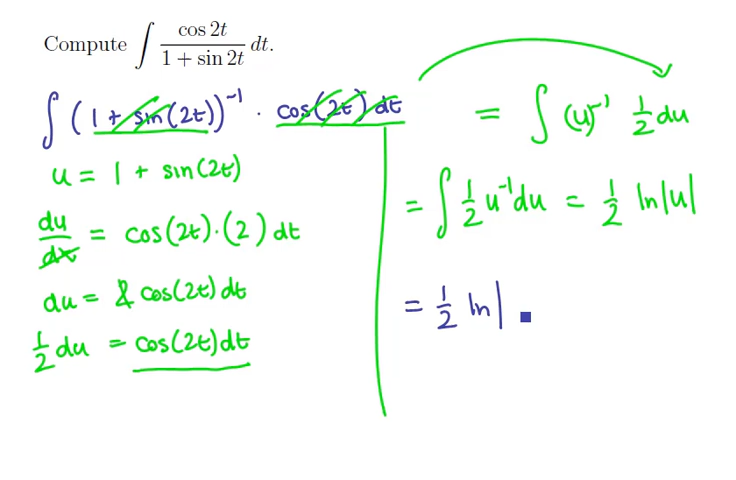 Compute ∫ cos 2t / (1 + sin 2t) dt.
∫ (1 + sin(2t))⁻¹ · cos(2t) dt
u = 1 + sin(2t)
du/dx = cos(2t)·(2) dt
du = 2 cos(2t) dt
1/2 du = cos(2t) dt
= ∫ (u)⁻¹ 1/2 du
= ∫ 1/2 u⁻¹ du = 1/2 ln|u|
= 1/2 ln|